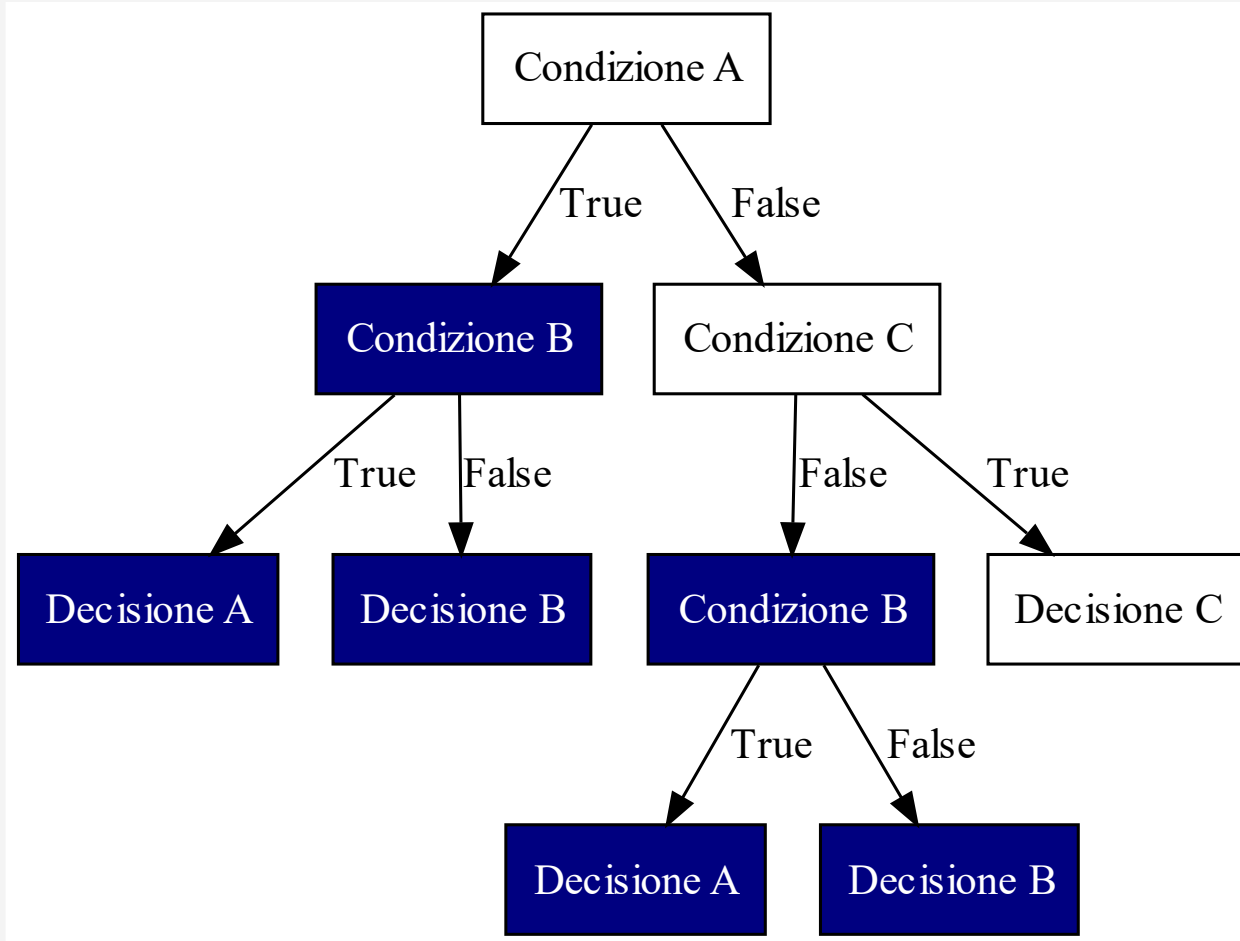 Condizione A
True
False
Condizione B
Condizione C
True
False
False
True
Decisione A
Decisione B
Condizione B
Decisione C
True
False
Decisione A
Decisione B